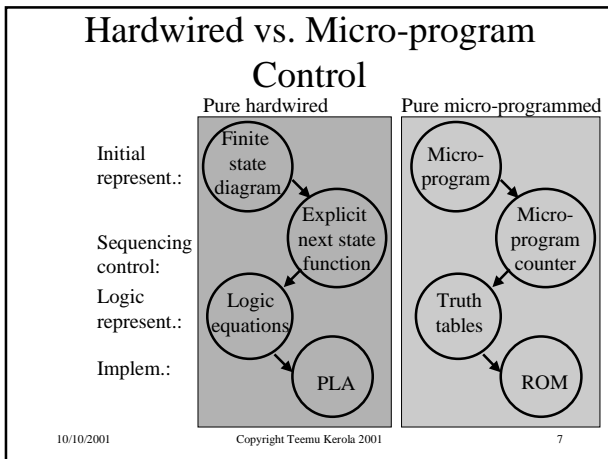 Hardwired vs. Micro-program
Control
Pure hardwired
Pure micro-programmed
Initial
represent.:
Finite
state
diagram
Micro-
program
Sequencing
control:
Explicit
next state
function
Micro-
program
counter
Logic
represent.:
Logic
equations
Truth
tables
Implem.:
PLA
ROM
10/10/2001
Copyright Teemu Kerola 2001
7